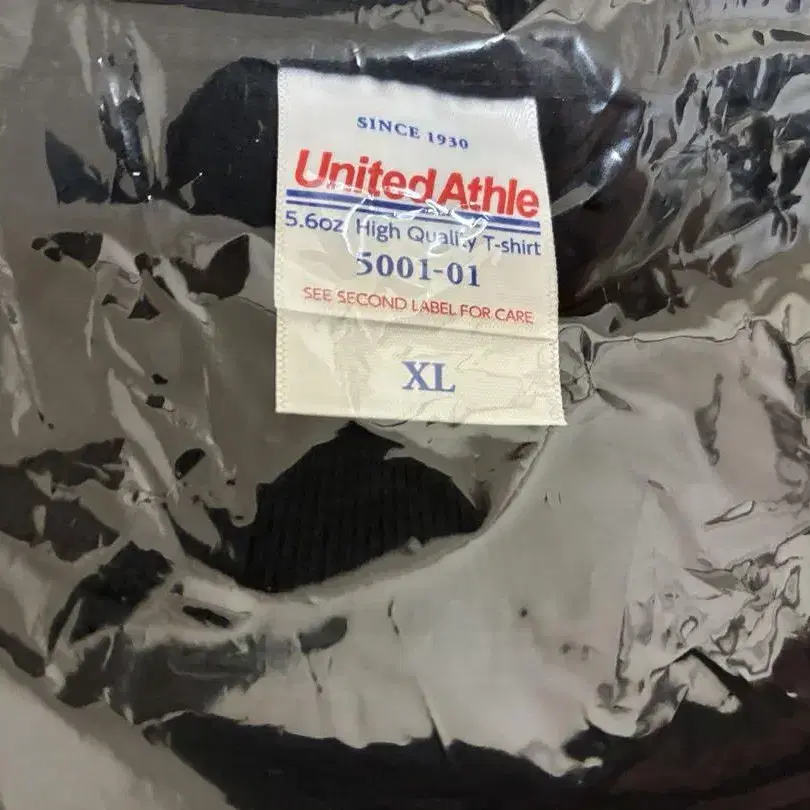 SINCE 1930
United Athle
5.6oz High Quality T-shirt
5001-01
SEE SECOND LABEL FOR CARE
XL